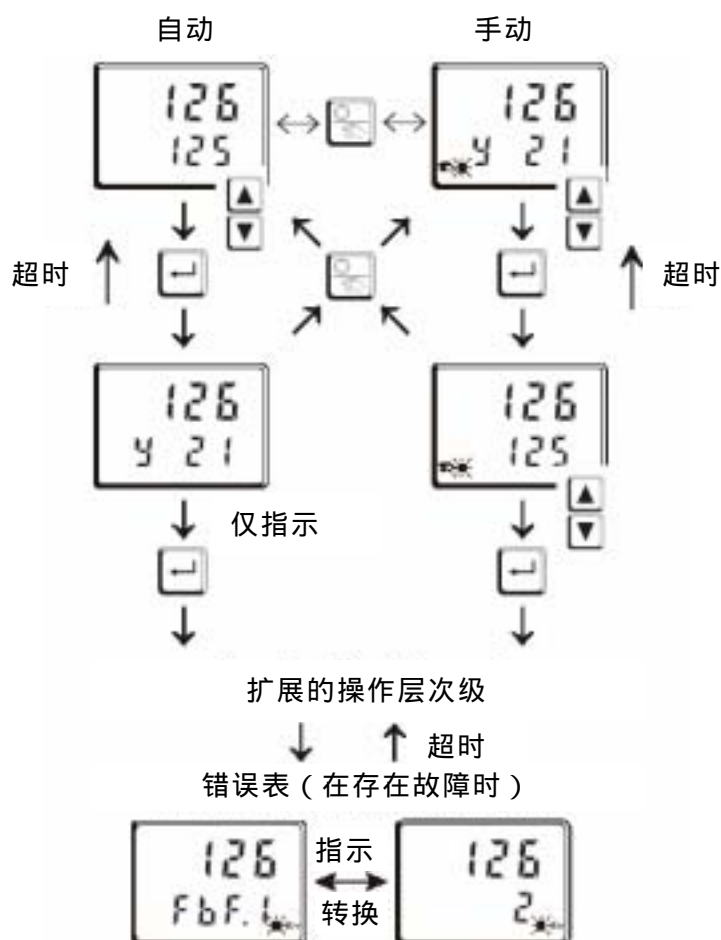 自动 手动
126 126
125 y 21
超时 超时
126 126
y 21 125
仅指示
扩展的操作层次级
超时
错误表（在存在故障时）
126 指示 126
FbF.1 转换 2